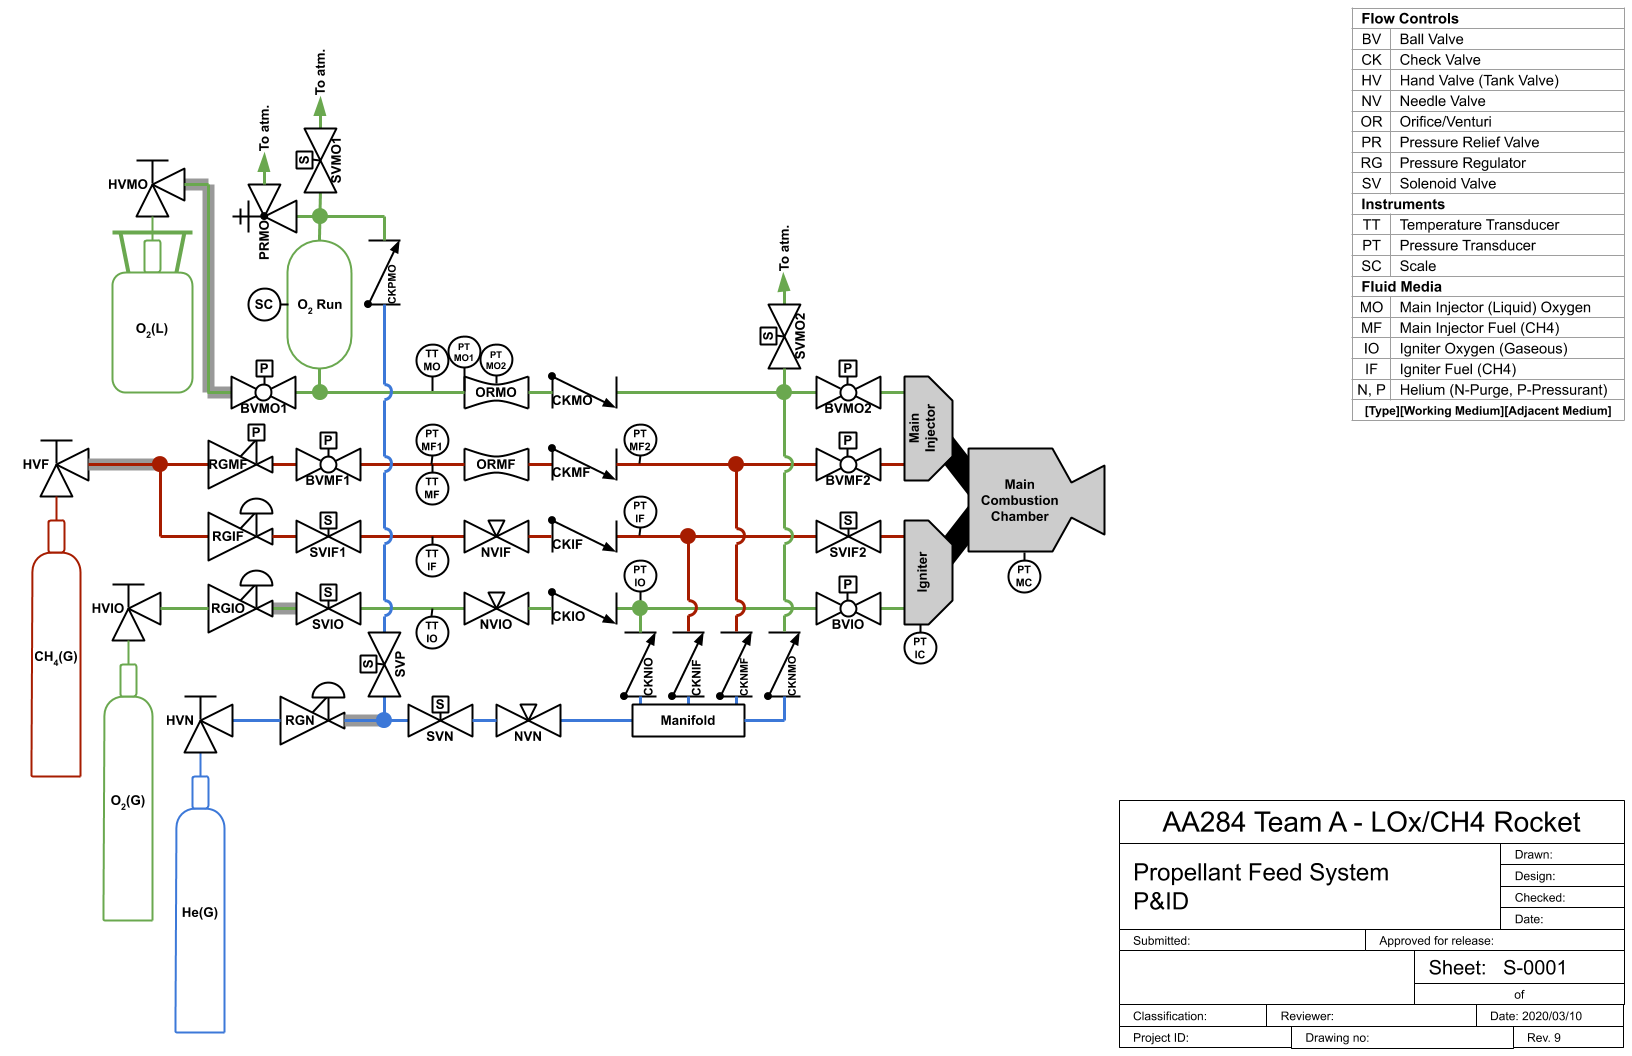 To atm.
To atm.
SVMO1
S
HVMO
PRMO
CKPMO
O2(L)
SC
O2 Run
To atm.
SVMO2
S
P
BVMO1
TT
MO
PT
MO1
PT
MO2
ORMO
CKMO
P
BVMO2
Main
Injector
HVF
P
RGMF
P
BVMF1
PT
MF1
TT
MF
ORMF
CKMF
PT
MF2
P
BVMF2
Main
Combustion
Chamber
PT
MC
RGIF
S
SVIF1
TT
IF
NVIF
CKIF
PT
IF
S
SVIF2
Igniter
PT
IC
HVIO
RGIO
S
SVIO
TT
IO
NVIO
CKIO
PT
IO
P
BVIO
CH4(G)
S
SVP
CKNIO
CKNIF
CKNMF
CKNMO
HVN
RGN
S
SVN
NVN
Manifold
O2(G)
He(G)
Flow Controls
BV Ball Valve
CK Check Valve
HV Hand Valve (Tank Valve)
NV Needle Valve
OR Orifice/Venturi
PR Pressure Relief Valve
RG Pressure Regulator
SV Solenoid Valve
Instruments
TT Temperature Transducer
PT Pressure Transducer
SC Scale
Fluid Media
MO Main Injector (Liquid) Oxygen
MF Main Injector Fuel (CH4)
IO Igniter Oxygen (Gaseous)
IF Igniter Fuel (CH4)
N, P Helium (N-Purge, P-Pressurant)
[Type][Working Medium][Adjacent Medium]
AA284 Team A - LOx/CH4 Rocket
Propellant Feed System
P&ID
Drawn:
Design:
Checked:
Date:
Submitted:
Approved for release:
Sheet: S-0001
of
Classification:
Reviewer:
Date: 2020/03/10
Project ID:
Drawing no:
Rev. 9